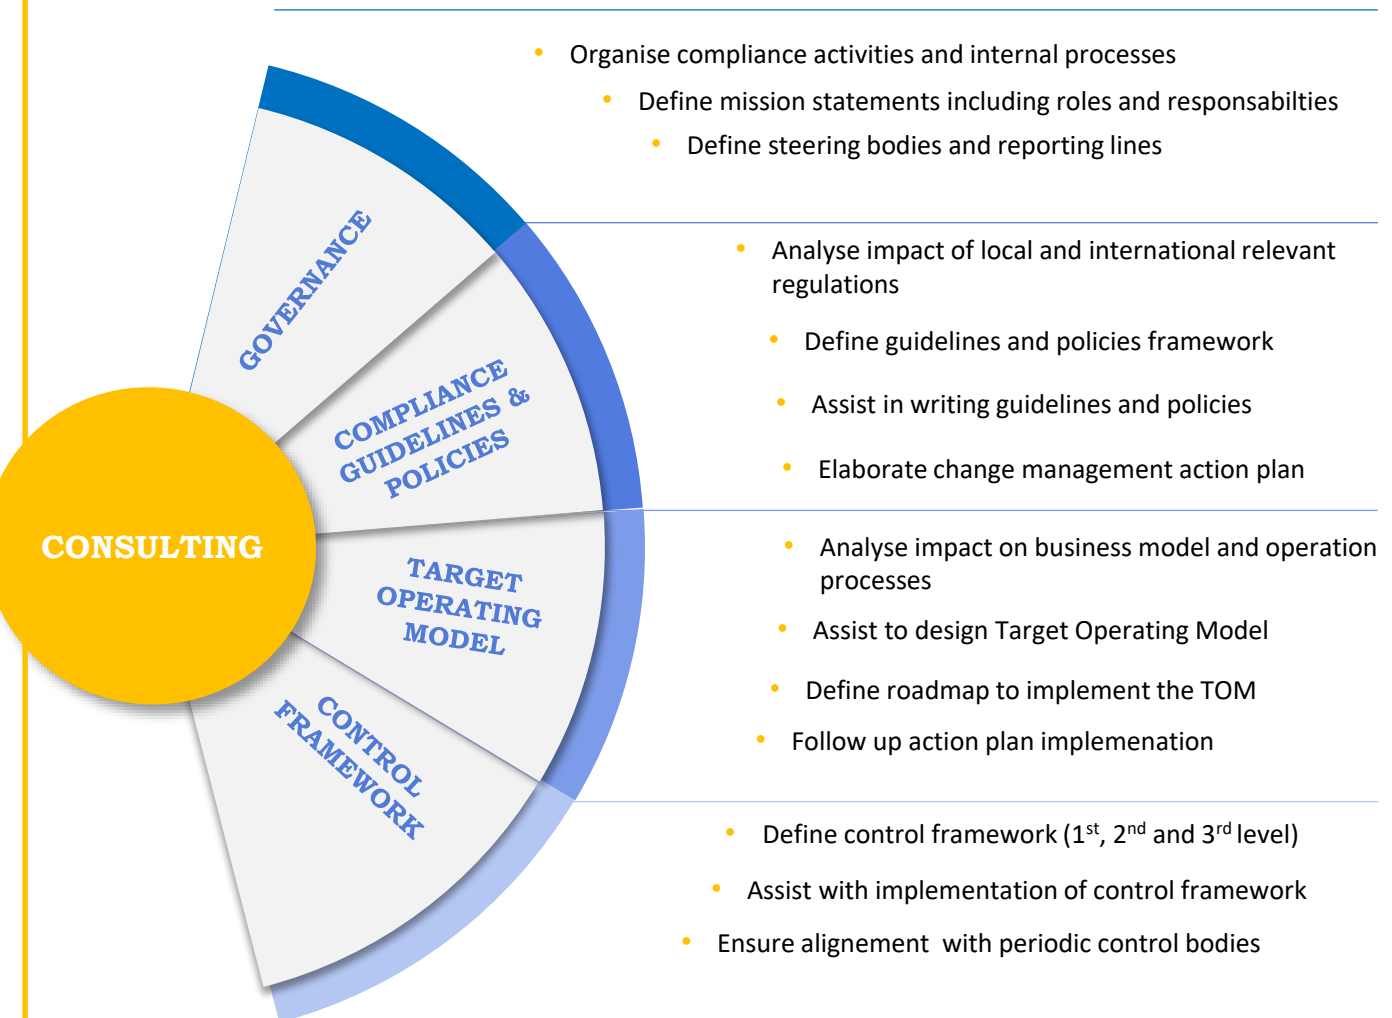 Organise compliance activities and internal processes
Define mission statements including roles and responsabilties
Define steering bodies and reporting lines
GOVERNANCE
Analyse impact of local and international relevant
regulations
Define guidelines and policies framework
Assist in writing guidelines and policies
Elaborate change management action plan
COMPLIANCE
GUIDELINES &
POLICIES
CONSULTING
Analyse impact on business model and operation
processes
Assist to design Target Operating Model
Define roadmap to implement the TOM
Follow up action plan implemenation
TARGET
OPERATING
MODEL
CONTROL
FRAMEWORK
Define control framework (1st, 2nd and 3rd level)
Assist with implementation of control framework
Ensure alignement with periodic control bodies